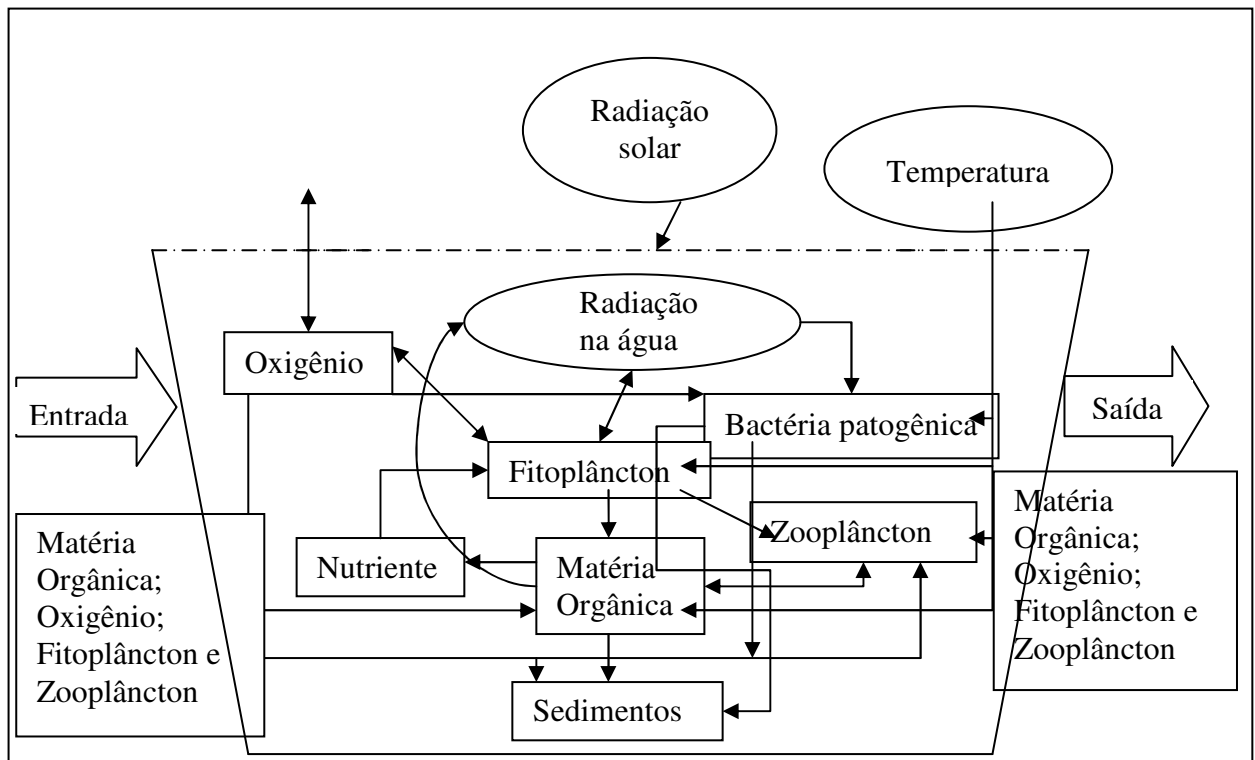 Radiação
solar
Temperatura
Radiação
na água
Oxigênio
Entrada
Saída
Bactéria patogênica
Fitoplâncton
Zooplâncton
Nutriente
Matéria
Orgânica
Sedimentos
Matéria
Orgânica;
Oxigênio;
Fitoplâncton e
Zooplâncton
Matéria
Orgânica;
Oxigênio;
Fitoplâncton e
Zooplâncton